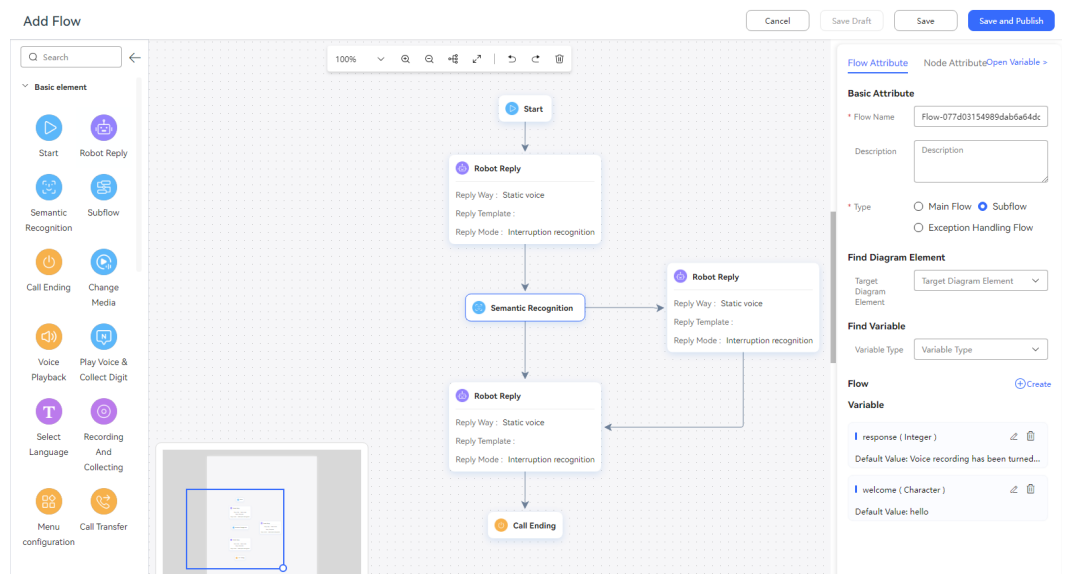 Add Flow
Cancel
Save Draft
Save
Save and Publish
Search
Basic element
Start
Robot Reply
Semantic
Recognition
Subflow
Call Ending
Change
Media
Voice
Playback
Play Voice &
Collect Digit
Select
Language
Recording
And
Collecting
Menu
configuration
Call Transfer
100%
Start
Robot Reply
Reply Way : Static voice
Reply Template :
Reply Mode : Interruption recognition
Semantic Recognition
Robot Reply
Reply Way : Static voice
Reply Template :
Reply Mode : Interruption recognition
Robot Reply
Reply Way : Static voice
Reply Template :
Reply Mode : Interruption recognition
Call Ending
Flow Attribute
Node Attribute
Open Variable >
Basic Attribute
* Flow Name
Flow-077d03154989dab6a64dc
Description
Description
* Type
Main Flow
Subflow
Exception Handling Flow
Find Diagram Element
Target
Diagram
Element
Target Diagram Element
Find Variable
Variable Type
Variable Type
Flow
Variable
Create
response ( Integer )
Default Value: Voice recording has been turned...
welcome ( Character )
Default Value: hello